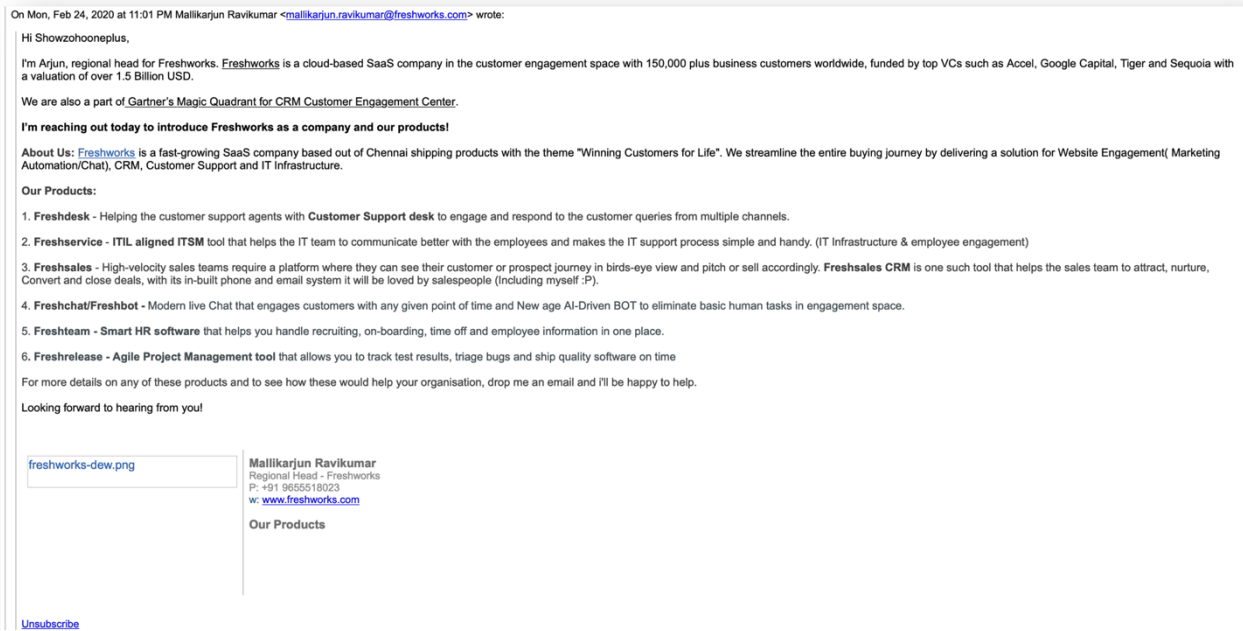 On Mon, Feb 24, 2020 at 11:01 PM Mallikarjun Ravikumar <mallikarjun.ravikumar@freshworks.com> wrote:
Hi Showzohooneplus,
I'm Arjun, regional head for Freshworks. Freshworks is a cloud-based SaaS company in the customer engagement space with 150,000 plus business customers worldwide, funded by top VCs such as Accel, Google Capital, Tiger and Sequoia with
a valuation of over 1.5 Billion USD.
We are also a part of Gartner's Magic Quadrant for CRM Customer Engagement Center.
I'm reaching out today to introduce Freshworks as a company and our products!
About Us: Freshworks is a fast-growing SaaS company based out of Chennai shipping products with the theme "Winning Customers for Life". We streamline the entire buying journey by delivering a solution for Website Engagement( Marketing
Automation/Chat), CRM, Customer Support and IT Infrastructure.
Our Products:
1. Freshdesk - Helping the customer support agents with Customer Support desk to engage and respond to the customer queries from multiple channels.
2. Freshservice - ITIL aligned ITSM tool that helps the IT team to communicate better with the employees and makes the IT support process simple and handy. (IT Infrastructure & employee engagement)
3. Freshsales - High-velocity sales teams require a platform where they can see their customer or prospect journey in birds-eye view and pitch or sell accordingly. Freshsales CRM is one such tool that helps the sales team to attract, nurture,
Convert and close deals, with its in-built phone and email system it will be loved by salespeople (Including myself :P).
4. Freshchat/Freshbot - Modern live Chat that engages customers with any given point of time and New age AI-Driven BOT to eliminate basic human tasks in engagement space.
5. Freshteam - Smart HR software that helps you handle recruiting, on-boarding, time off and employee information in one place.
6. Freshrelease - Agile Project Management tool that allows you to track test results, triage bugs and ship quality software on time
For more details on any of these products and to see how these would help your organisation, drop me an email and i'll be happy to help.
Looking forward to hearing from you!
freshworks-dew.png
Mallikarjun Ravikumar
Regional Head - Freshworks
P: +91 9655518023
w: www.freshworks.com
Our Products
Unsubscribe